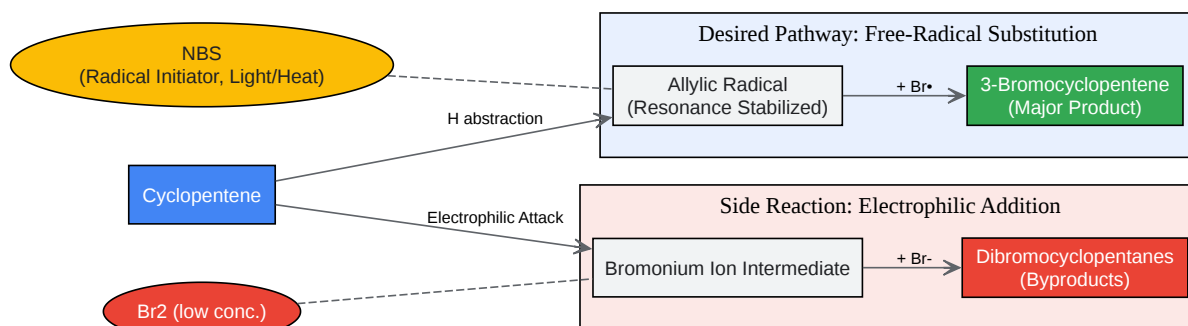 NBS
(Radical Initiator, Light/Heat)
Desired Pathway: Free-Radical Substitution
Allylic Radical
(Resonance Stabilized)
+ Br•
3-Bromocyclopentene
(Major Product)
H abstraction
Cyclopentene
Electrophilic Attack
Side Reaction: Electrophilic Addition
Bromonium Ion Intermediate
+ Br-
Dibromocyclopentanes
(Byproducts)
Br2 (low conc.)